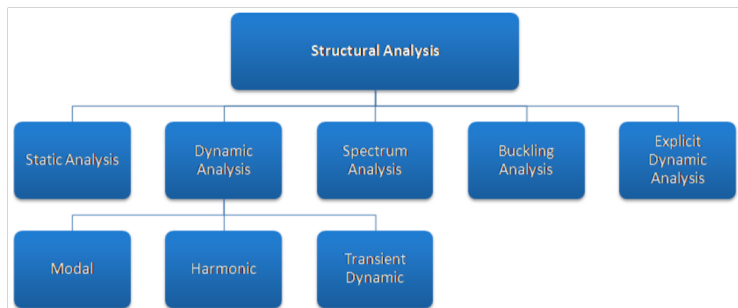 Structural Analysis
Static Analysis
Dynamic
Analysis
Spectrum
Analysis
Buckling
Analysis
Explicit
Dynamic
Analysis
Modal
Harmonic
Transient
Dynamic